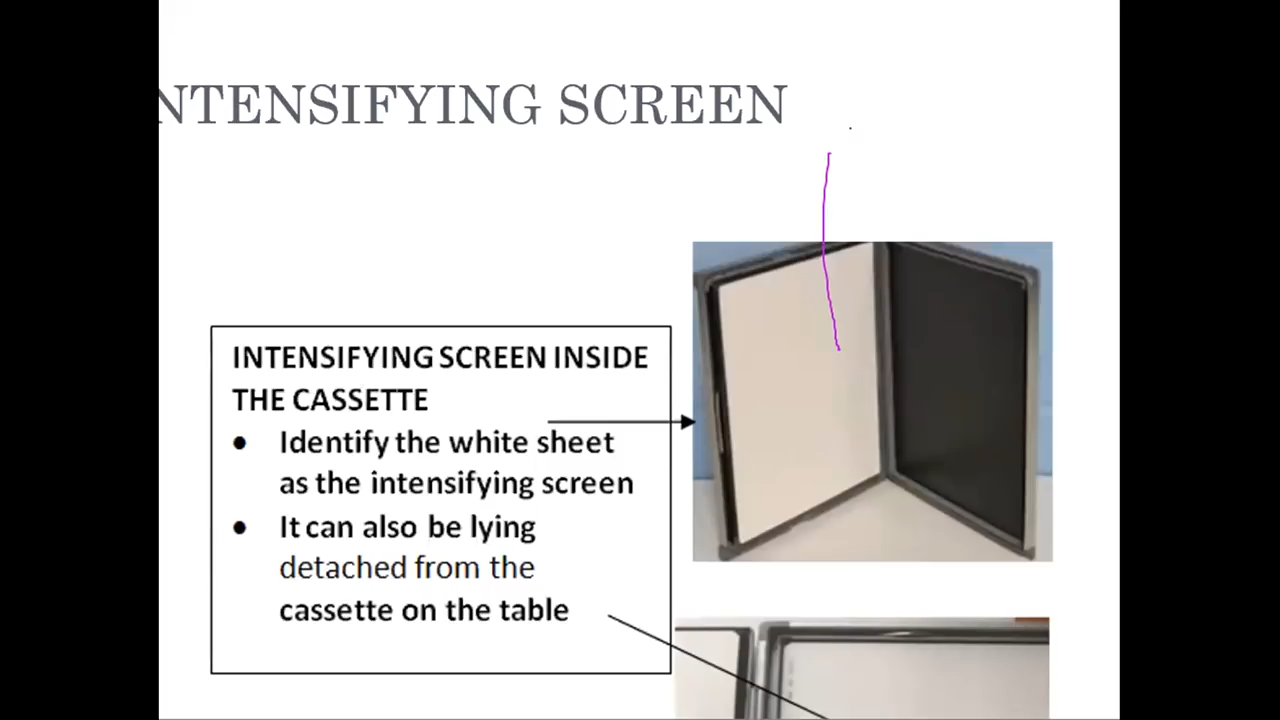 NTENSIFYING SCREEN
INTENSIFYING SCREEN INSIDE
THE CASSETTE
• Identify the white sheet
as the intensifying screen
• It can also be lying
detached from the
cassette on the table